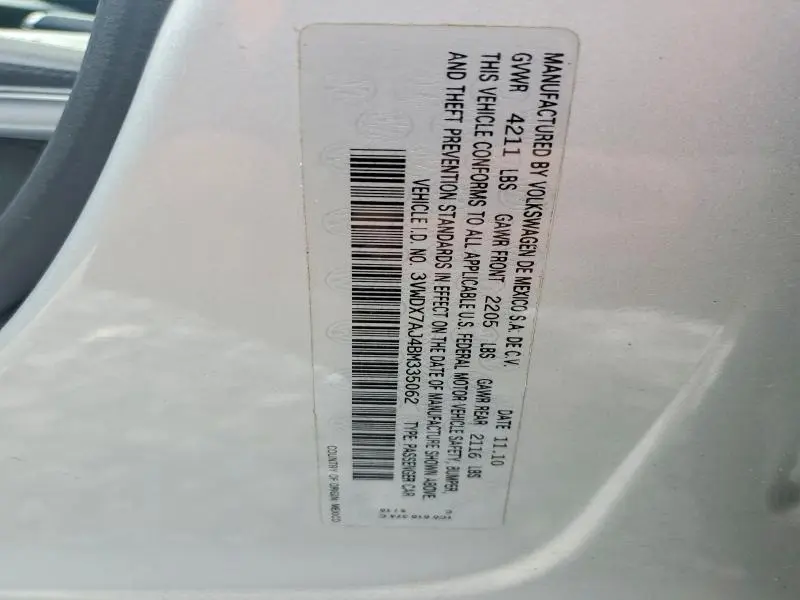 MANUFACTURED BY VOLKSWAGEN DE MEXICO S.A. DE C.V. DATE 11.10
GVWR 4211 LBS GAWR FRONT 2205 LBS GAWR REAR 2116 LBS
THIS VEHICLE CONFORMS TO ALL APPLICABLE U.S. FEDERAL MOTOR VEHICLE SAFETY, BUMPER,
AND THEFT PREVENTION STANDARDS IN EFFECT ON THE DATE OF MANUFACTURE SHOWN ABOVE
VEHICLE I.D. NO. 3VWDX7AJ4BM335062 TYPE: PASSENGER CAR
COUNTRY OF ORIGIN: MEXICO